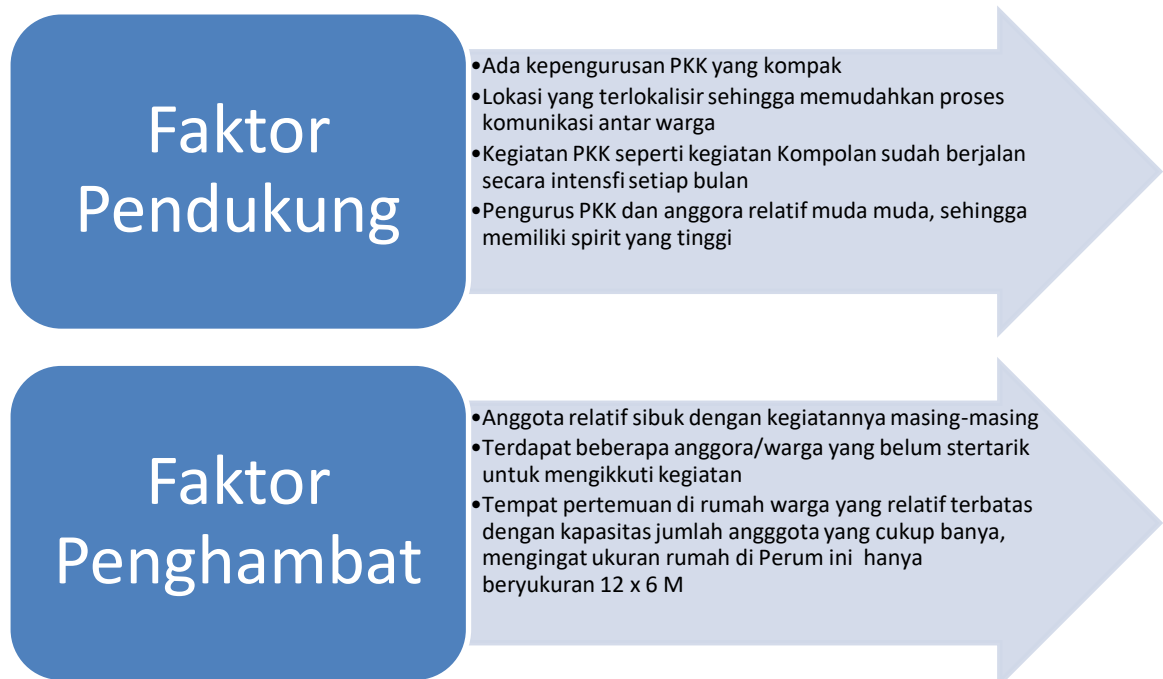 Faktor
Pendukung
•Ada kepengurusan PKK yang kompak
•Lokasi yang terlokalisir sehingga memudahkan proses
komunikasi antar warga
•Kegiatan PKK seperti kegiatan Kompolan sudah berjalan
secara intensfi setiap bulan
•Pengurus PKK dan anggora relatif muda muda, sehingga
memiliki spirit yang tinggi
Faktor
Penghambat
•Anggota relatif sibuk dengan kegiatannya masing-masing
•Terdapat beberapa anggora/warga yang belum stertarik
untuk mengikkuti kegiatan
•Tempat pertemuan di rumah warga yang relatif terbatas
dengan kapasitas jumlah angggota yang cukup banya,
mengingat ukuran rumah di Perum ini  hanya
beryukuran 12 x 6 M